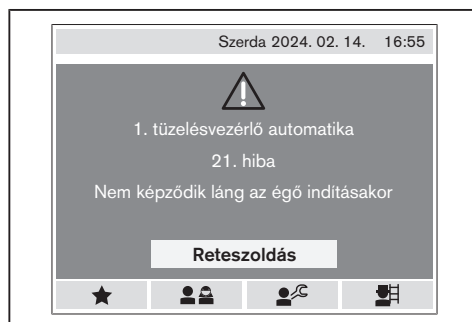 Szerda 2024. 02. 14. 16:55
1. tüzelésvezérlő automatika
21. hiba
Nem képződik láng az égő indításakor
Reteszoldás